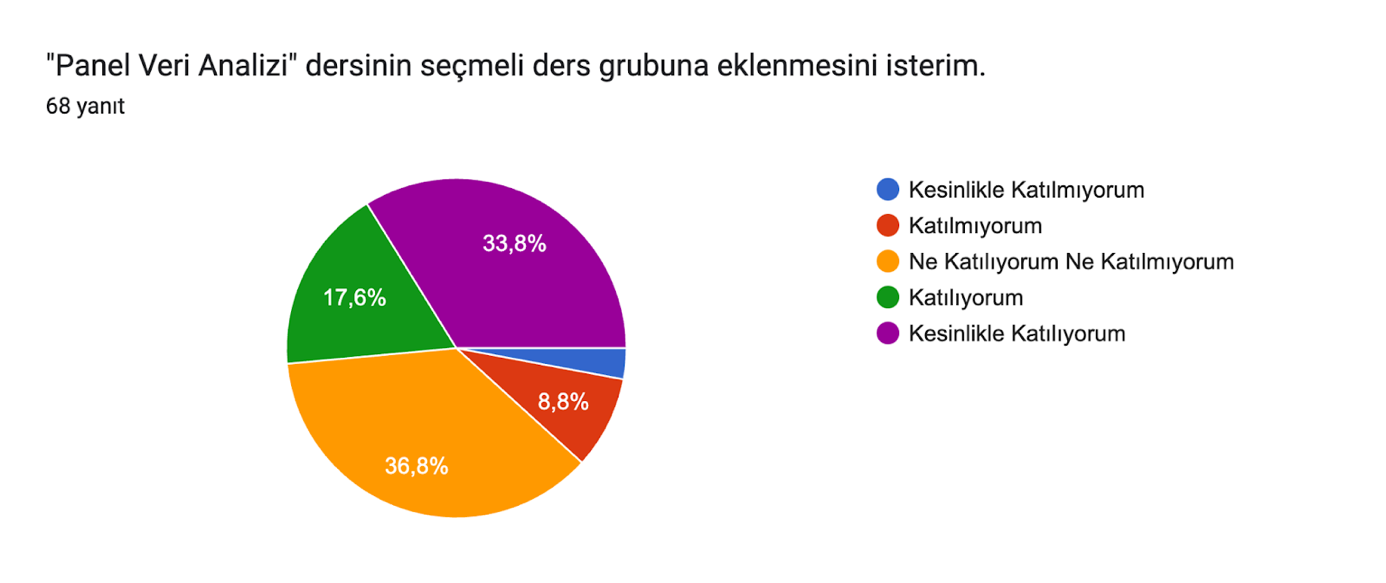 "Panel Veri Analizi" dersinin seçmeli ders grubuna eklenmesini isterim.
68 yanıt
33,8%
17,6%
8,8%
36,8%
Kesinlikle Katılmıyorum
Katılmıyorum
Ne Katılıyorum Ne Katılmıyorum
Katılıyorum
Kesinlikle Katılıyorum